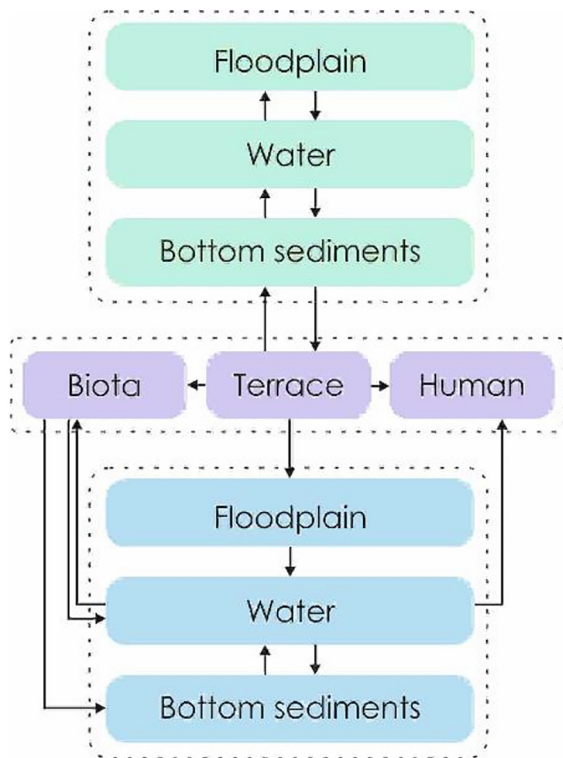 Floodplain
Water
Bottom sediments
Biota
Terrace
Human
Floodplain
Water
Bottom sediments